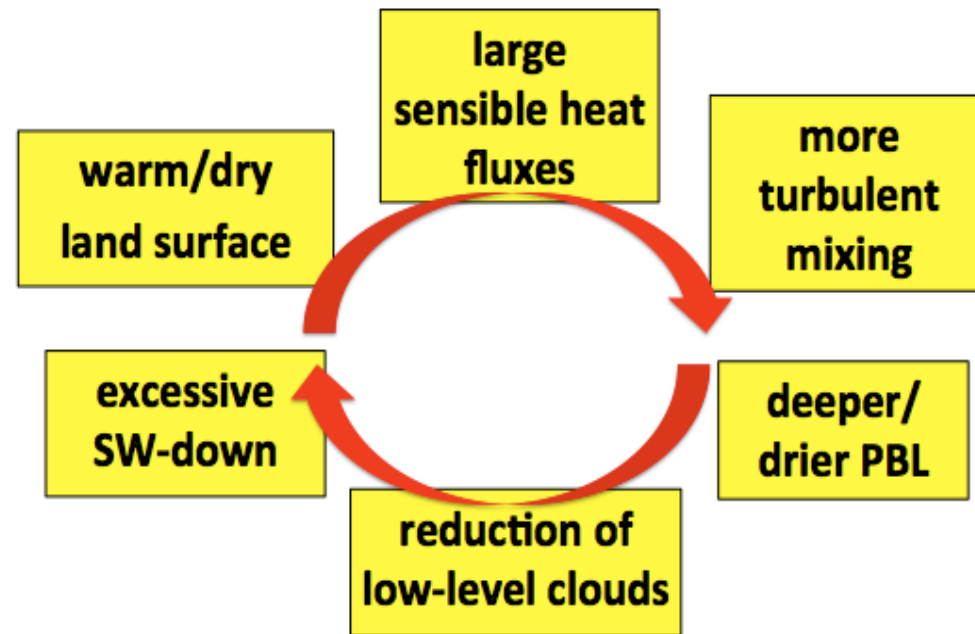 large
sensible heat
fluxes
more
turbulent
mixing
deeper/
drier PBL
reduction of
low-level clouds
excessive
SW-down
warm/dry
land surface